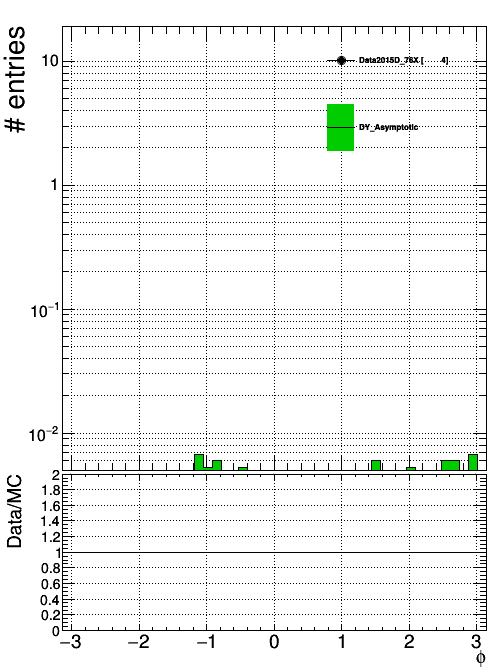 # entries
10
Data2015D_76X [ 4]
DY_Asymptotic
1
10⁻¹
10⁻²
Data/MC
2
1.8
1.6
1.4
1.2
1
0.8
0.6
0.4
0.2
0
−3 −2 −1 0 1 2 3
ϕ